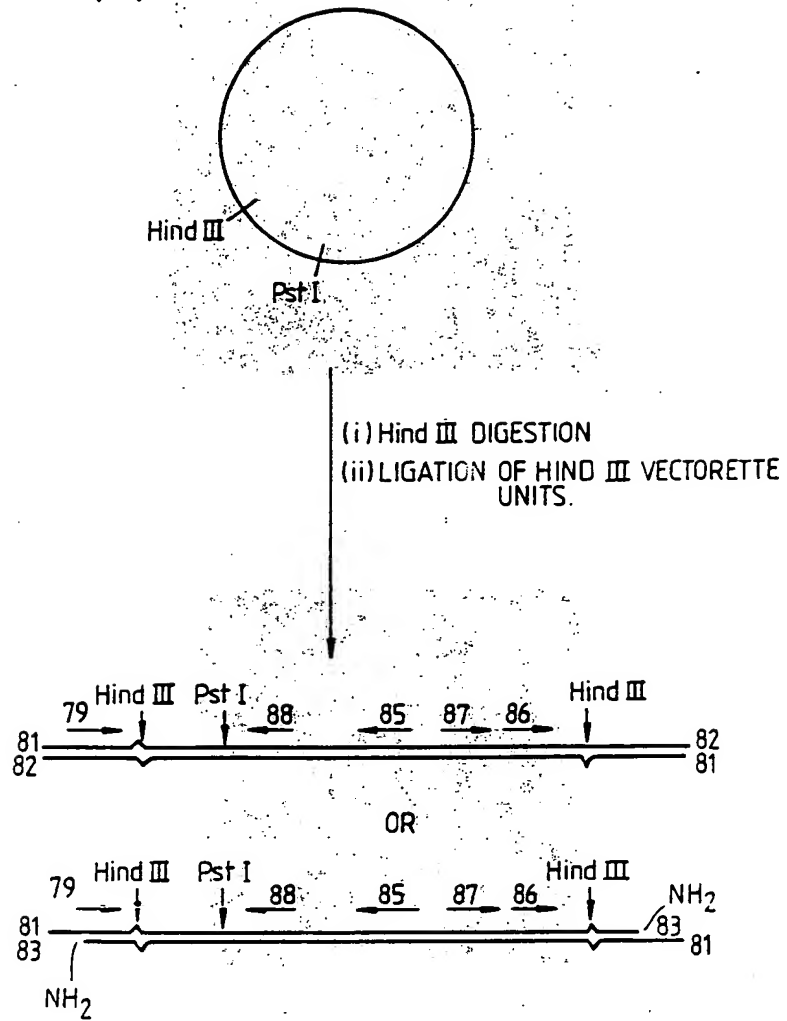 Hind III
Pst I
(i) Hind III DIGESTION
(ii) LIGATION OF HIND III VECTORETTE
UNITS.
Hind III Pst I Hind III
79 88 85 87 86
81 82
82 81
OR
Hind III Pst I Hind III
79 88 85 87 86 NH2
81 83
83 81
NH2